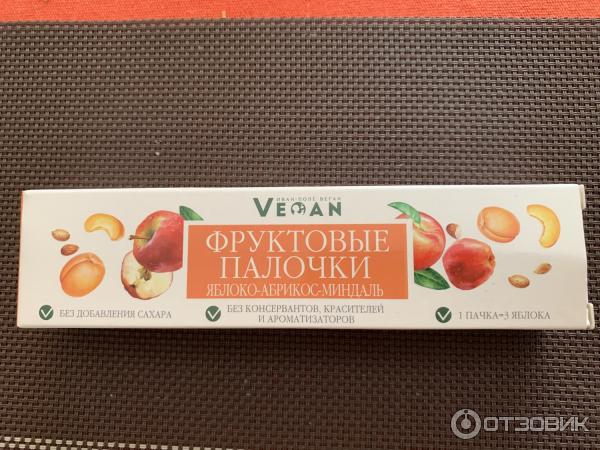 ИВАН-ПОЛЕ ВЕГАН
VEGAN
ФРУКТОВЫЕ
ПАЛОЧКИ
ЯБЛОКО-АБРИКОС-МИНДАЛЬ
БЕЗ ДОБАВЛЕНИЯ САХАРА
БЕЗ КОНСЕРВАНТОВ, КРАСИТЕЛЕЙ
И АРОМАТИЗАТОРОВ
1 ПАЧКА=3 ЯБЛОКА
ОТЗОВИК